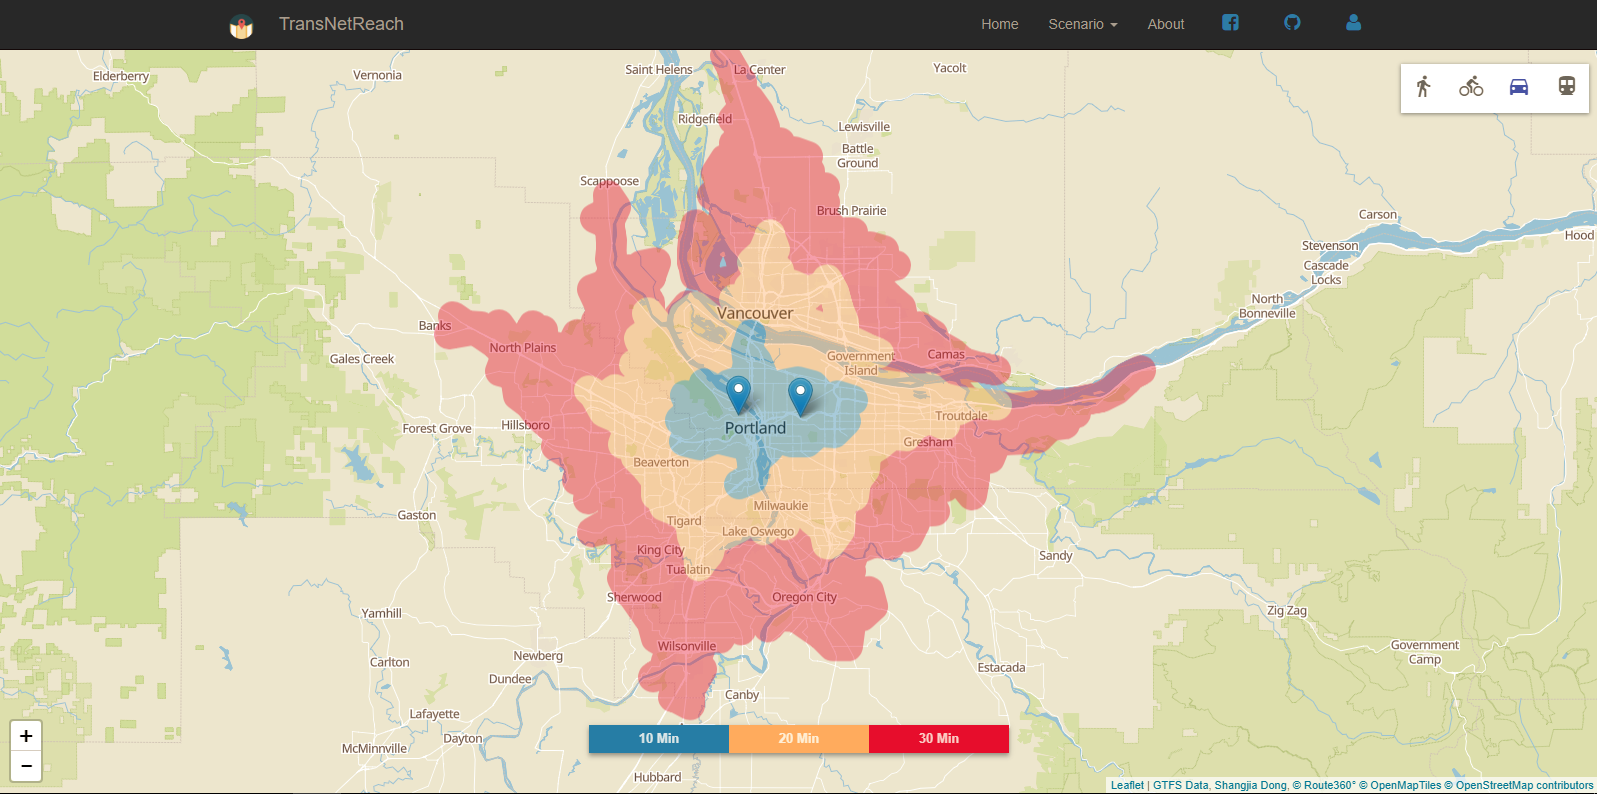 TransNetReach
Home
Scenario
About
Elderberry
Vernonia
Saint Helens
La Center
Yacolt
Ridgefield
Lewisville
Battle
Ground
Scappoose
Brush Prairie
Carson
Stevenson
Hood
Cascade
Locks
North
Bonneville
Vancouver
Banks
North Plains
Gales Creek
Government
Island
Camas
Troutdale
Forest Grove
Hillsboro
Portland
Gresham
Beaverton
Gaston
Milwaukie
Tigard
Lake Oswego
King City
Tualatin
Sandy
Sherwood
Oregon City
Yamhill
Zig Zag
Wilsonville
Government
Camp
Carlton
Newberg
Estacada
Dundee
Canby
Lafayette
Dayton
McMinnville
Hubbard
+
−
10 Min
20 Min
30 Min
Leaflet | GTFS Data, Shangjia Dong, © Route360° © OpenMapTiles © OpenStreetMap contributors